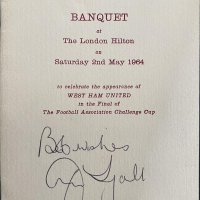 BANQUET
at
The London Hilton
on
Saturday 2nd May 1964
to celebrate the appearance of
WEST HAM UNITED
in the Final of
The Football Association Challenge Cup
Best wishes